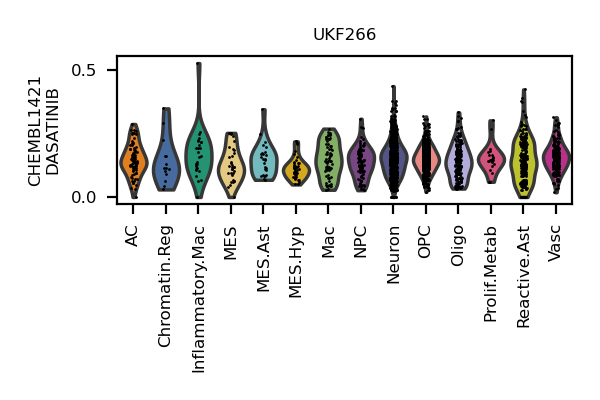 UKF266
CHEMBL1421
DASATINIB
0.5
0.0
AC
Chromatin.Reg
Inflammatory.Mac
MES
MES.Ast
MES.Hyp
Mac
NPC
Neuron
OPC
Oligo
Prolif.Metab
Reactive.Ast
Vasc